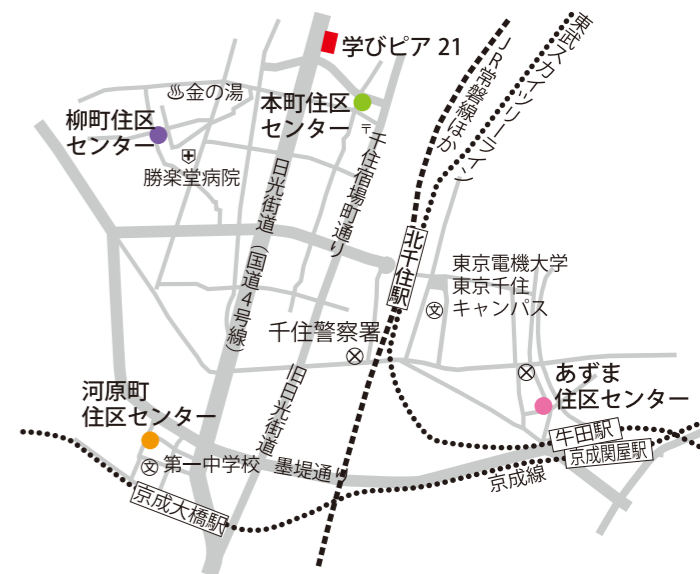 学びピア 21
JR常磐線ほか
東武スカイツリーライン
♨金の湯
本町住区
センター
柳町住区
センター
勝楽堂病院
〒
千住宿場町通り
日光街道(国道4号線)
北千住駅
東京電機大学
東京千住
キャンパス
文
千住警察署
旧日光街道
あずま
住区センター
河原町
住区センター
文
第一中学校
墨堤通り
牛田駅
京成関屋駅
京成線
京成大橋駅